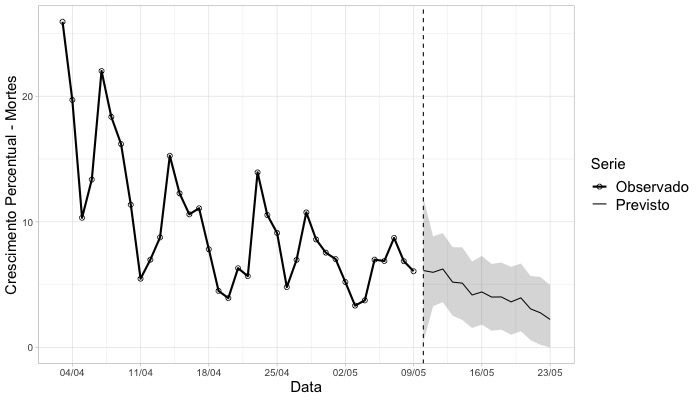 Crescimento Percentual - Mortes
20
10
0
04/04
11/04
18/04
25/04
02/05
09/05
16/05
23/05
Data
Serie
Observado
Previsto